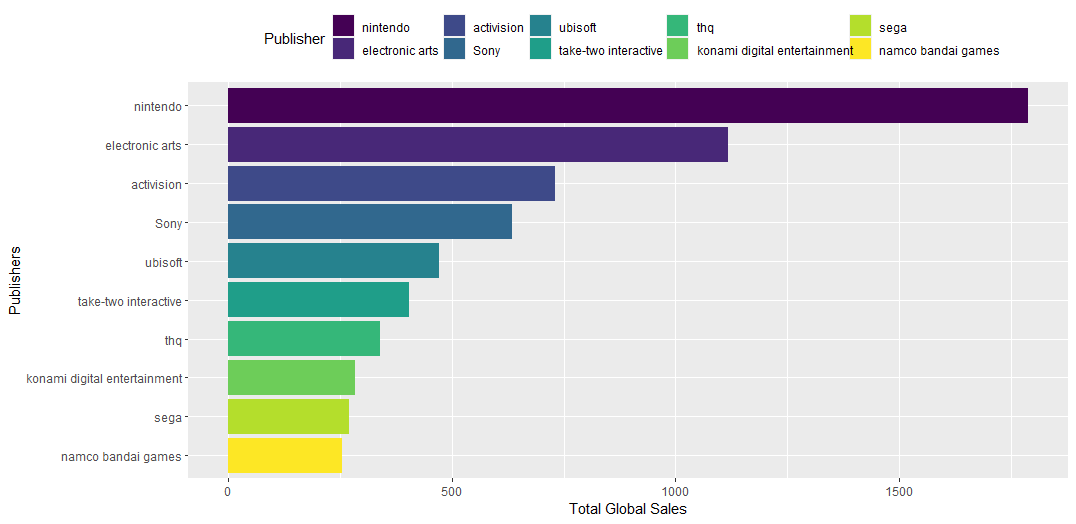 Publisher
nintendo activision ubisoft thq sega
electronic arts Sony take-two interactive konami digital entertainment namco bandai games
Publishers
nintendo
electronic arts
activision
Sony
ubisoft
take-two interactive
thq
konami digital entertainment
sega
namco bandai games
0 500 1000 1500
Total Global Sales